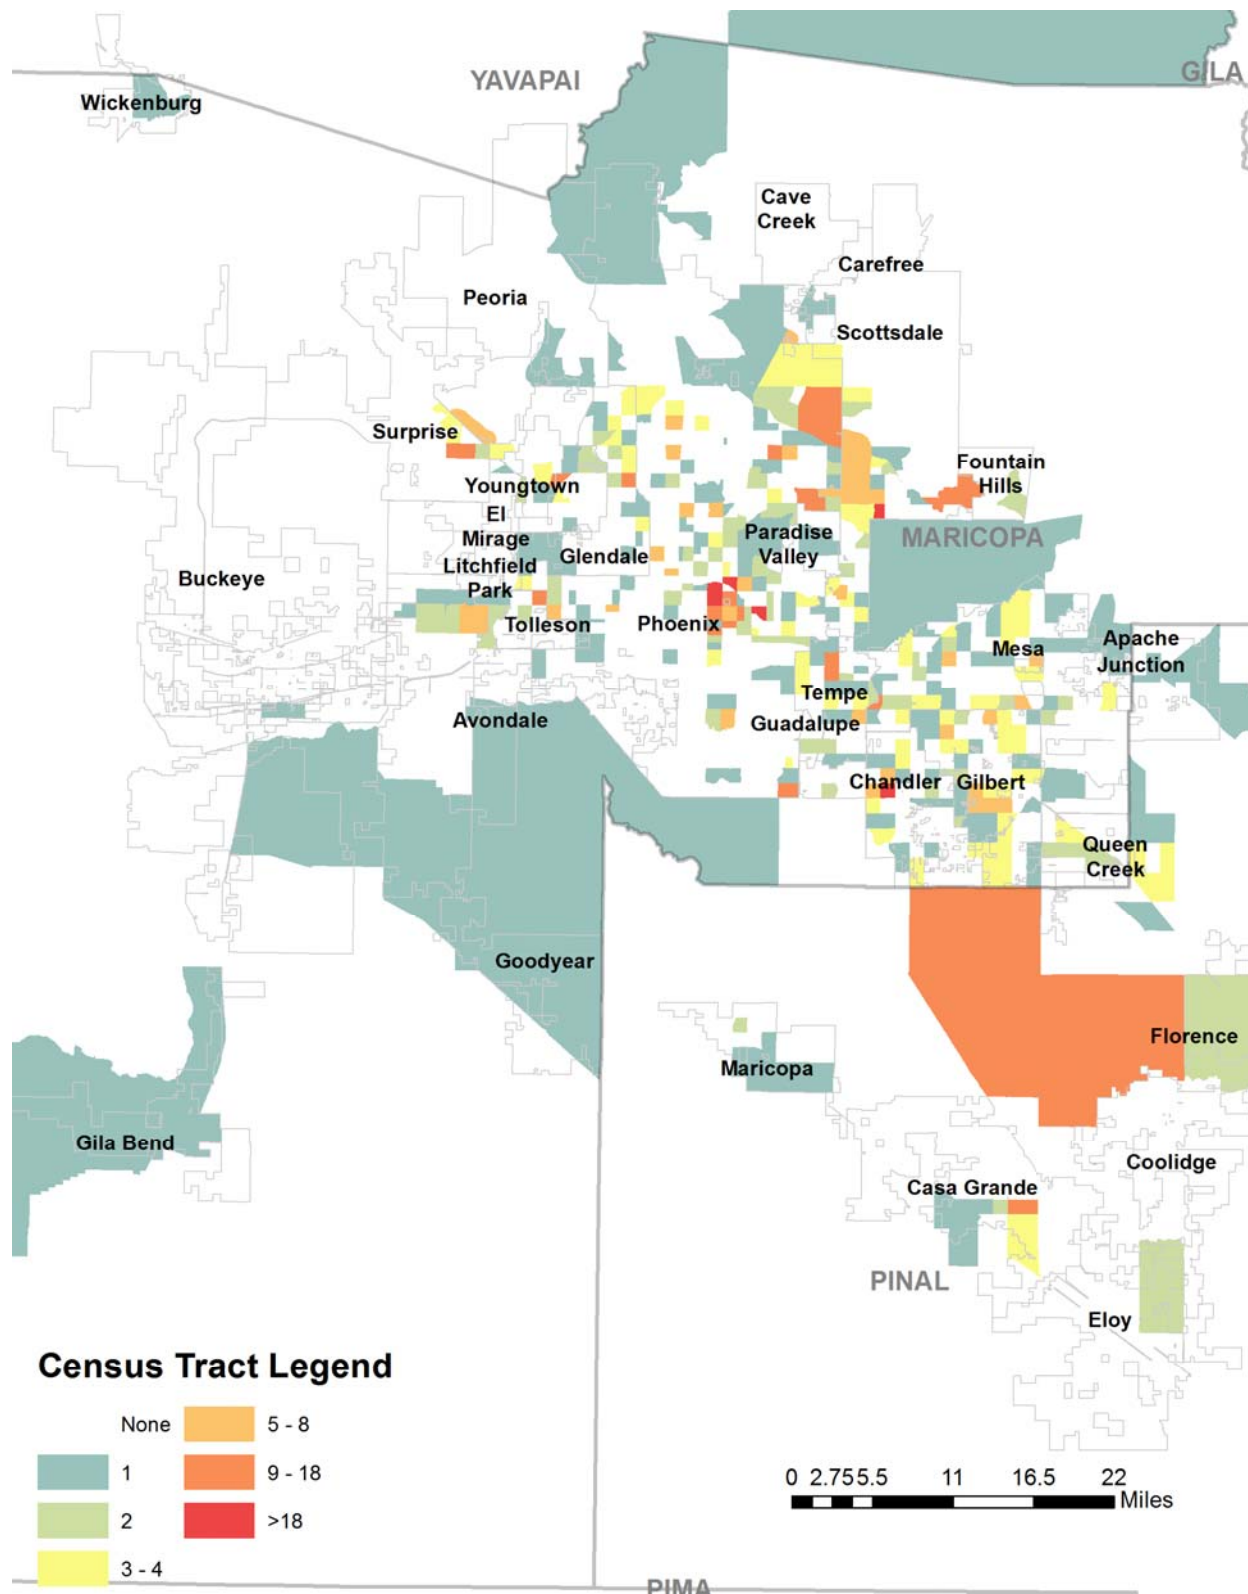 YAVAPAI
GILA
Wickenburg
Cave
Creek
Carefree
Peoria
Scottsdale
Surprise
Fountain
Hills
Youngtown
El
Mirage
Paradise
Valley
MARICOPA
Glendale
Litchfield
Park
Buckeye
Tolleson
Phoenix
Mesa
Apache
Junction
Tempe
Avondale
Guadalupe
Chandler
Gilbert
Queen
Creek
Goodyear
Florence
Maricopa
Gila Bend
Coolidge
Casa Grande
PINAL
Eloy
Census Tract Legend
None
5 - 8
1
9 - 18
2
>18
3 - 4
0 2.75 5.5 11 16.5 22
Miles
PIMA